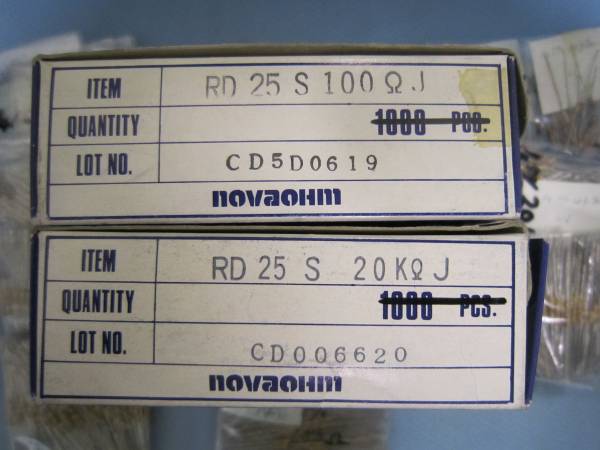 ITEM RD 25 S 100 Ω J
QUANTITY 1000 PCS.
LOT NO. CD5D0619
novaohm
ITEM RD 25 S 20 KΩ J
QUANTITY 1000 PCS.
LOT NO. CD006620
novaohm